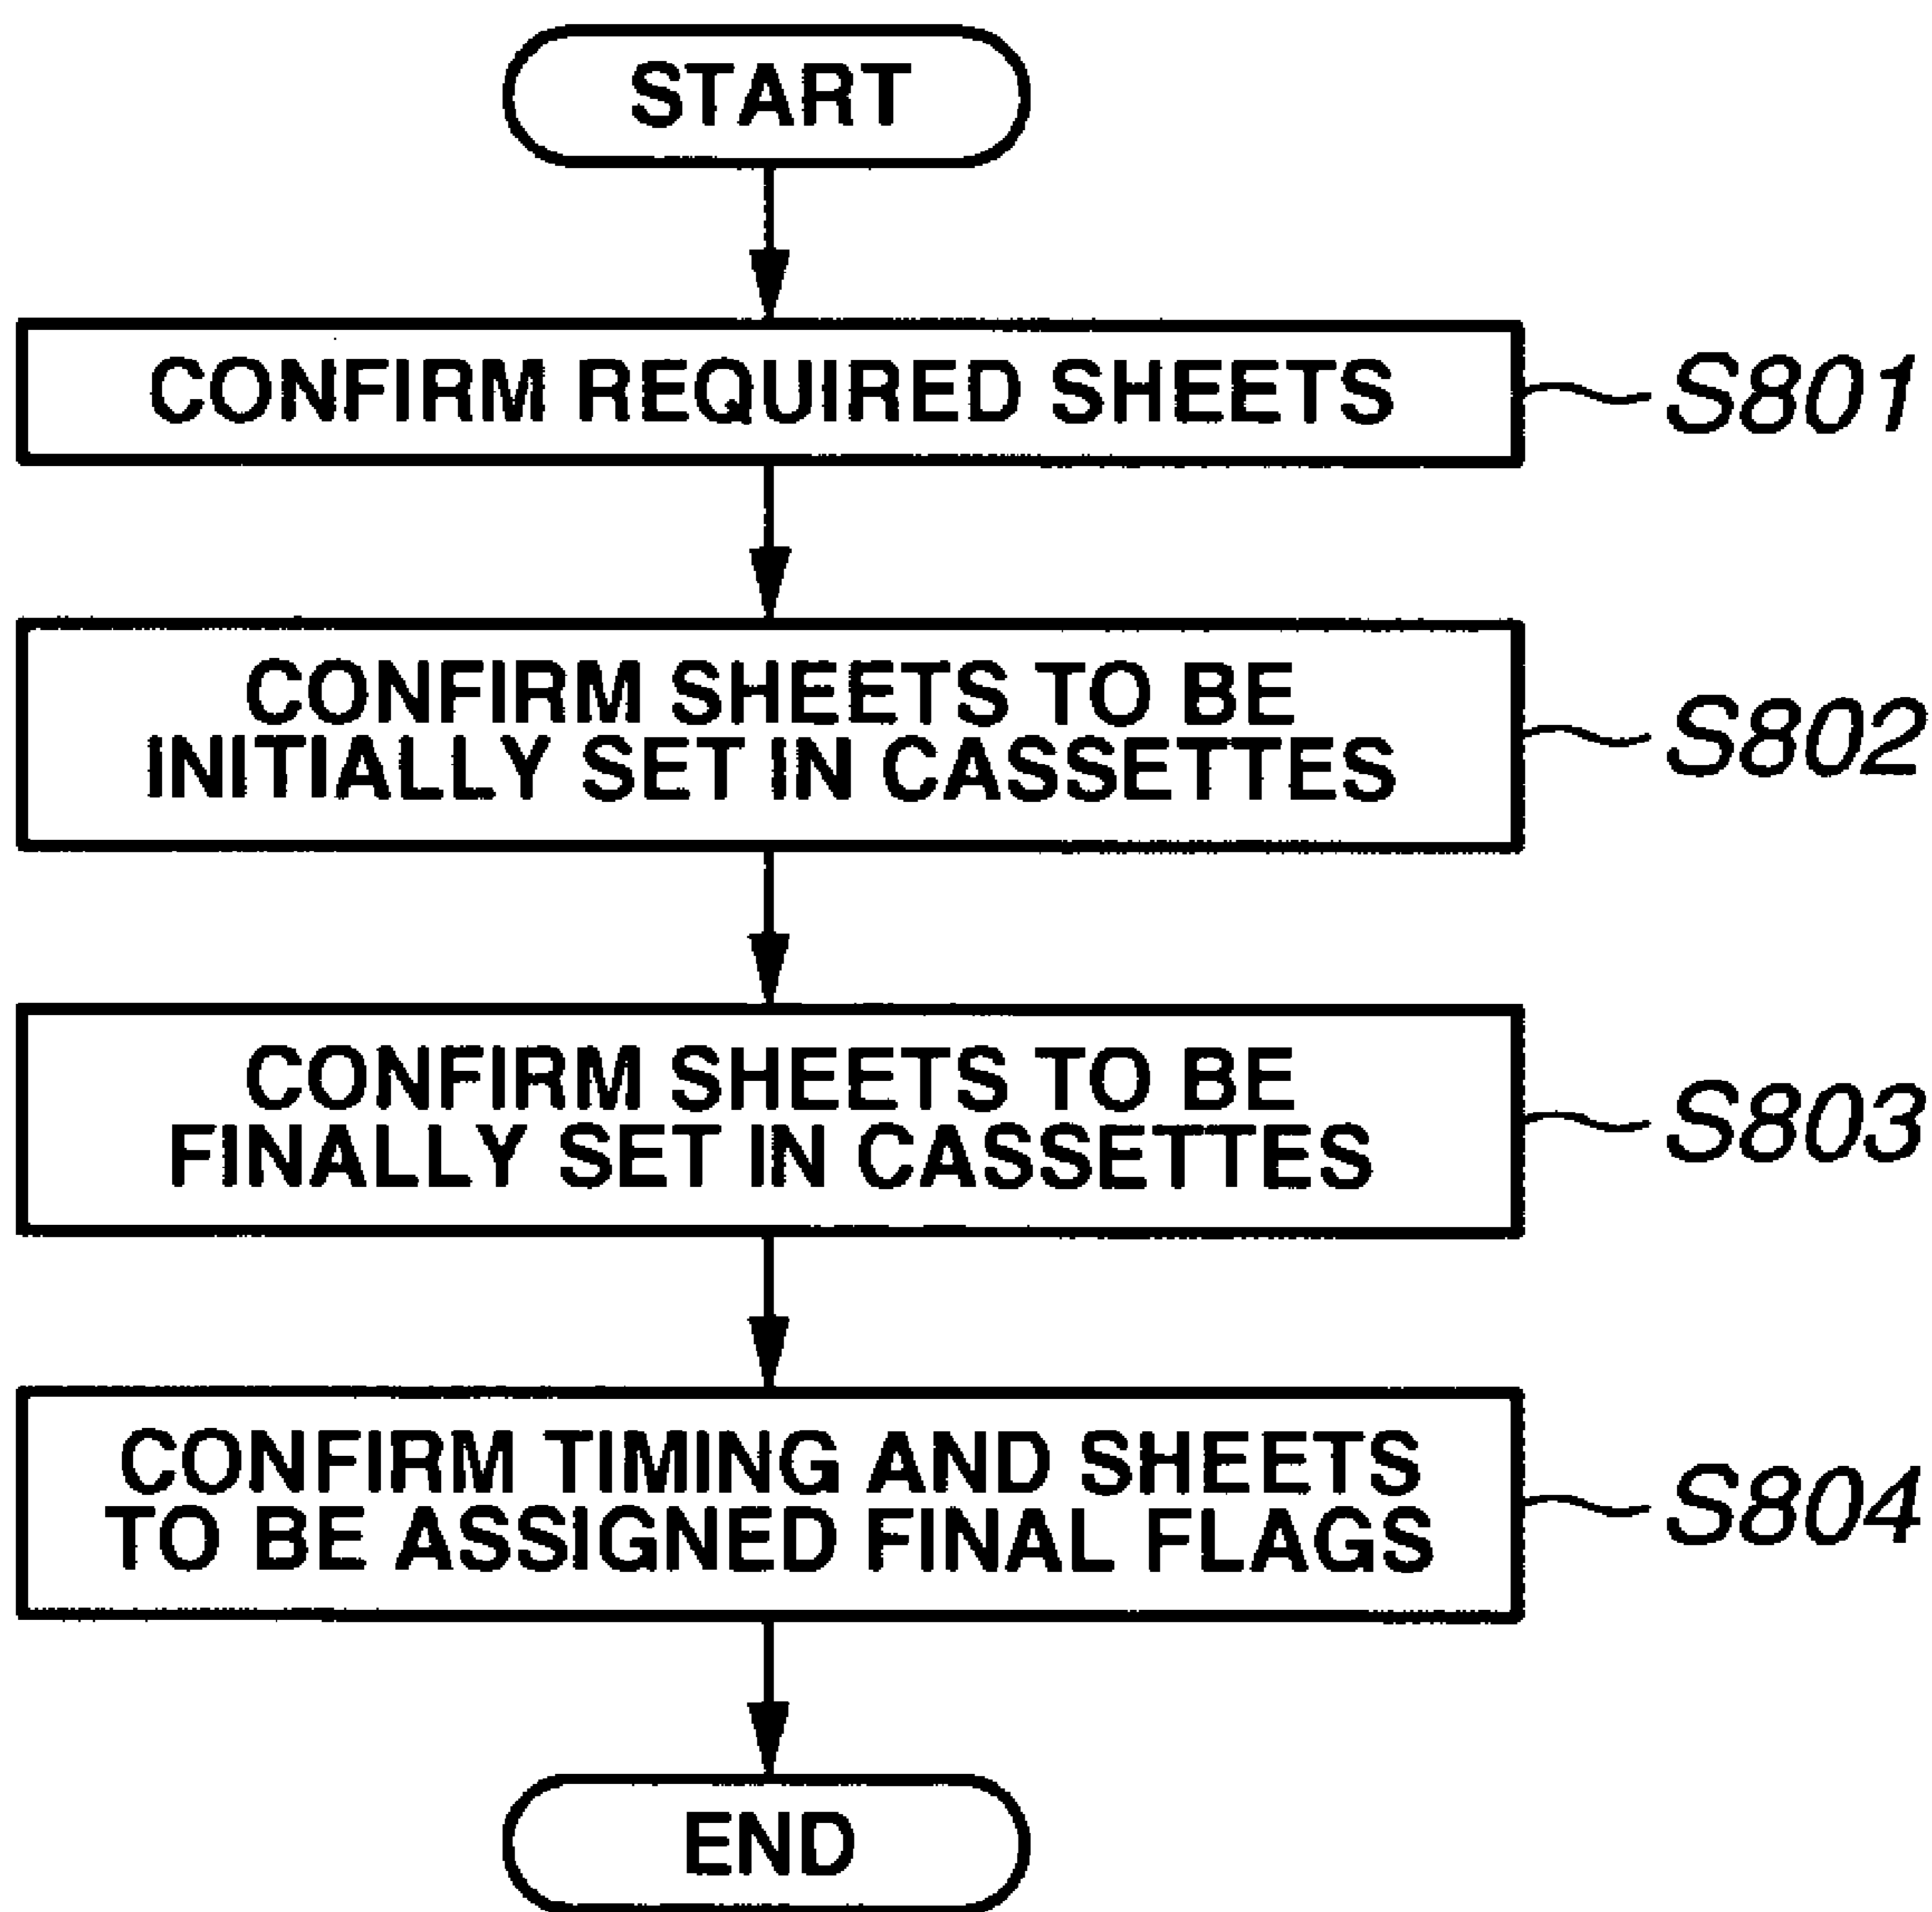 START
CONFIRM REQUIRED SHEETS
S801
CONFIRM SHEETS TO BE
INITIALLY SET IN CASSETTES
S802
CONFIRM SHEETS TO BE
FINALLY SET IN CASSETTES
S803
CONFIRM TIMING AND SHEETS
TO BE ASSIGNED FINAL FLAGS
S804
END